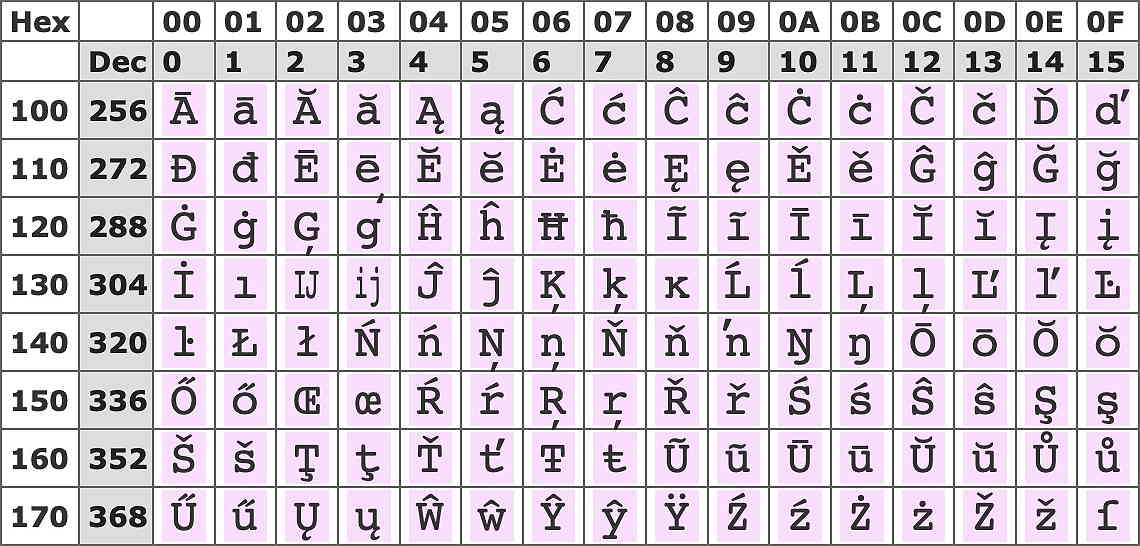 Hex 00 01 02 03 04 05 06 07 08 09 0A 0B 0C 0D 0E 0F
Dec 0 1 2 3 4 5 6 7 8 9 10 11 12 13 14 15
100 256 Ā ā Ă ă Ą ą Ć ć Ĉ ĉ Ċ ċ Č č Ď ď
110 272 Đ đ Ē ē Ĕ ĕ Ė ė Ę ę Ě ě Ĝ ĝ Ğ ğ
120 288 Ġ ġ Ģ ģ Ĥ ĥ Ħ ħ Ĩ ĩ Ī ī Ĭ ĭ Į į
130 304 İ ı IJ ij Ĵ ĵ Ķ ķ ĸ Ĺ ĺ Ļ ļ Ľ ľ Ŀ
140 320 ŀ Ł ł Ń ń Ņ ņ Ň ň ŉ Ŋ ŋ Ō ō Ŏ ŏ
150 336 Ő ő Œ œ Ŕ ŕ Ŗ ŗ Ř ř Ś ś Ŝ ŝ Ş ş
160 352 Š š Ţ ţ Ť ť Ŧ ŧ Ũ ũ Ū ū Ŭ ŭ Ů ů
170 368 Ű ű Ų ų Ŵ ŵ Ŷ ŷ Ÿ Ź ź Ż ż Ž ž ſ